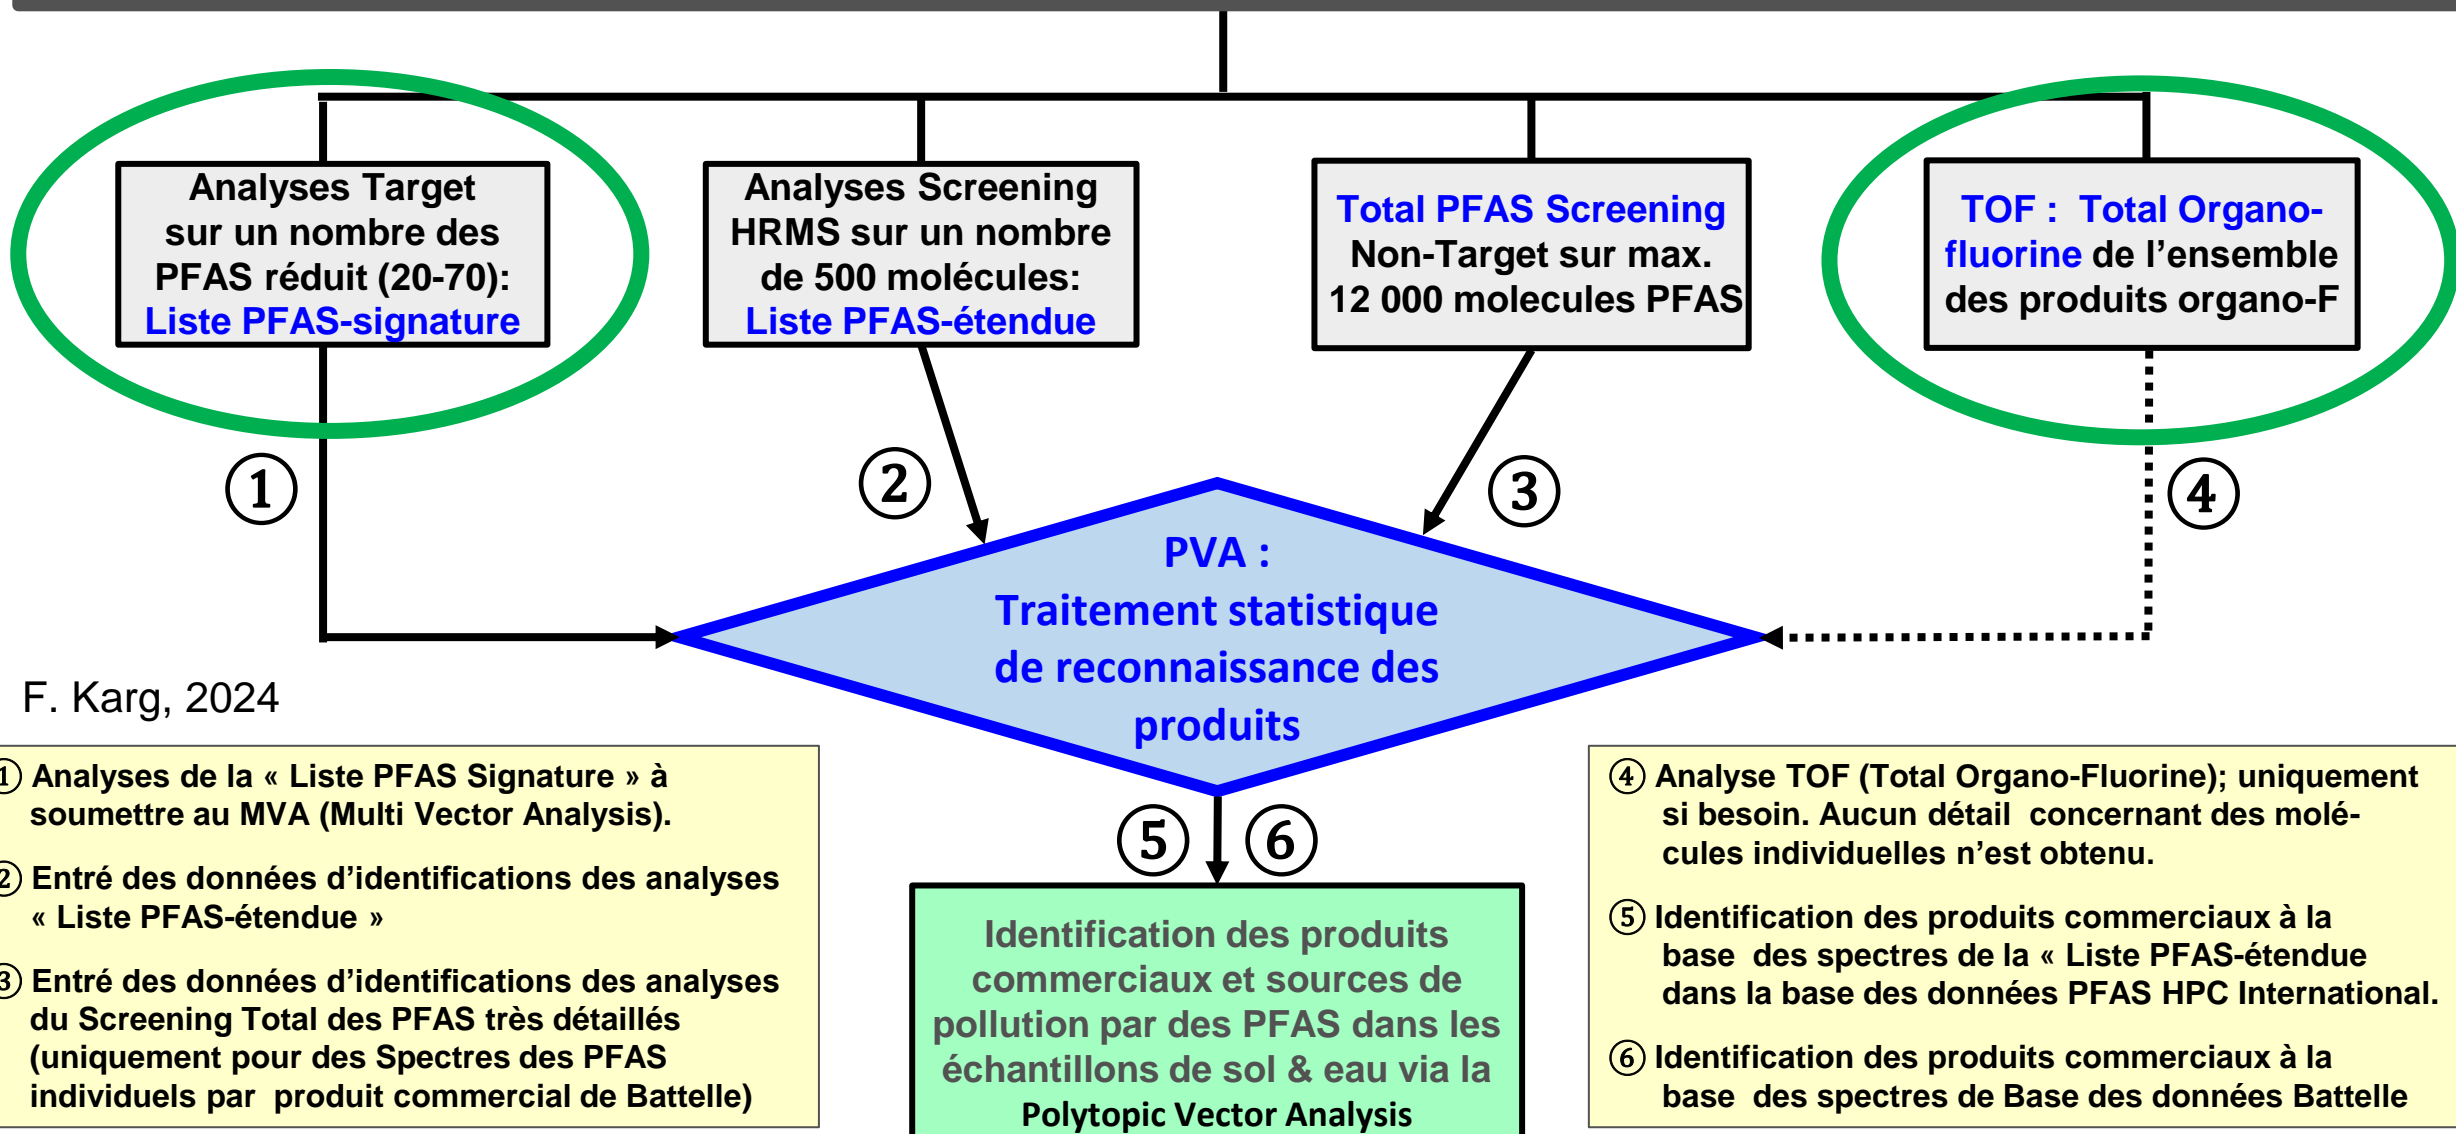 Analyses Target
sur un nombre des
PFAS réduit (20-70):
Liste PFAS-signature
Analyses Screening
HRMS sur un nombre
de 500 molécules:
Liste PFAS-étendue
Total PFAS Screening
Non-Target sur max.
12 000 molecules PFAS
TOF : Total Organo-
fluorine de l’ensemble
des produits organo-F
①
②
③
④
PVA :
Traitement statistique
de reconnaissance des
produits
F. Karg, 2024
① Analyses de la « Liste PFAS Signature » à
soumettre au MVA (Multi Vector Analysis).
② Entré des données d’identifications des analyses
« Liste PFAS-étendue »
③ Entré des données d’identifications des analyses
du Screening Total des PFAS très détaillés
(uniquement pour des Spectres des PFAS
individuels par produit commercial de Battelle)
⑤ ⑥
Identification des produits
commerciaux et sources de
pollution par des PFAS dans les
échantillons de sol & eau via la
Polytopic Vector Analysis
④ Analyse TOF (Total Organo-Fluorine); uniquement
si besoin. Aucun détail concernant des molé-
cules individuelles n’est obtenu.
⑤ Identification des produits commerciaux à la
base des spectres de la « Liste PFAS-étendue
dans la base des données PFAS HPC International.
⑥ Identification des produits commerciaux à la
base des spectres de Base des données Battelle